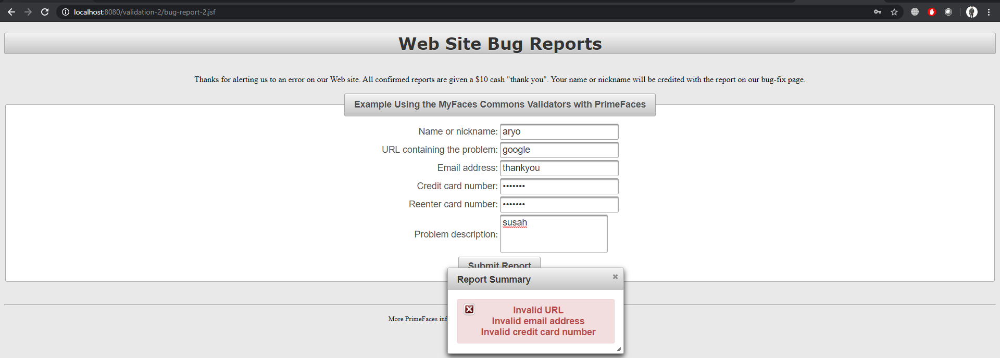 localhost:8080/validation-2/bug-report-2.jsf
Web Site Bug Reports
Thanks for alerting us to an error on our Web site. All confirmed reports are given a $10 cash "thank you". Your name or nickname will be credited with the report on our bug-fix page.
Example Using the MyFaces Commons Validators with PrimeFaces
Name or nickname: aryo
URL containing the problem: google
Email address: thankyou
Credit card number: •••••••
Reenter card number: •••••••
Problem description: susah
Submit Report
Report Summary
Invalid URL
Invalid email address
Invalid credit card number
More PrimeFaces inf